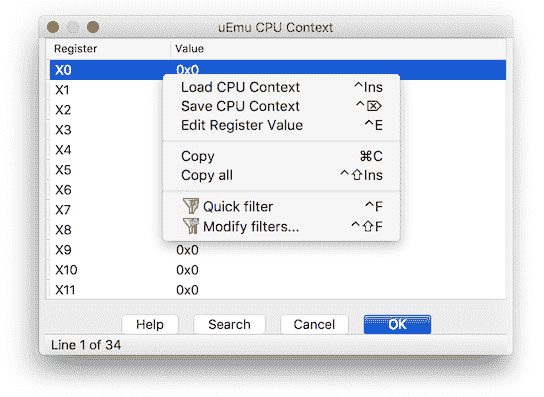 uEmu CPU Context
Register Value
X0 0x0
X1
Load CPU Context ^Ins
X2
Save CPU Context ^⌦
X3
Edit Register Value ^E
X4
Copy ⌘C
X5
Copy all ^⇧Ins
X6
X7
Quick filter ^F
X8
Modify filters... ^⇧F
X9 0x0
X10 0x0
X11 0x0
Help Search Cancel OK
Line 1 of 34